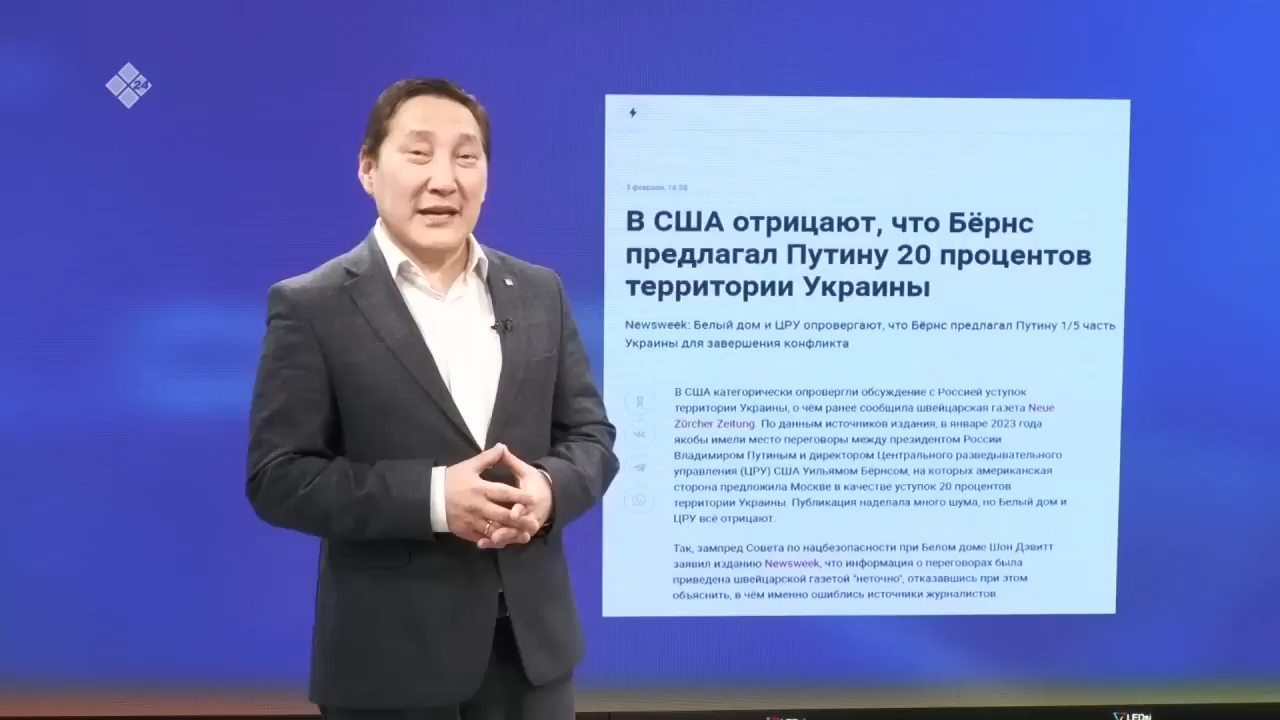 24
3 февраля, 16:50
В США отрицают, что Бёрнс
предлагал Путину 20 процентов
территории Украины
Newsweek: Белый дом и ЦРУ опровергают, что Бёрнс предлагал Путину 1/5 часть
Украины для завершения конфликта
В США категорически опровергли обсуждение с Россией уступок
территории Украины, о чём ранее сообщила швейцарская газета Neue
Zürcher Zeitung. По данным источников издания, в январе 2023 года
якобы имели место переговоры между президентом России
Владимиром Путиным и директором Центрального разведывательного
управления (ЦРУ) США Уильямом Бёрнсом, на которых американская
сторона предложила Москве в качестве уступок 20 процентов
территории Украины. Публикация наделала много шума, но Белый дом и
ЦРУ всё отрицают.
Так, зампред Совета по нацбезопасности при Белом доме Шон Дэвитт
заявил изданию Newsweek, что информация о переговорах была
приведена швейцарской газетой "неточно", отказавшись при этом
объяснить, в чём именно ошиблись источники журналистов